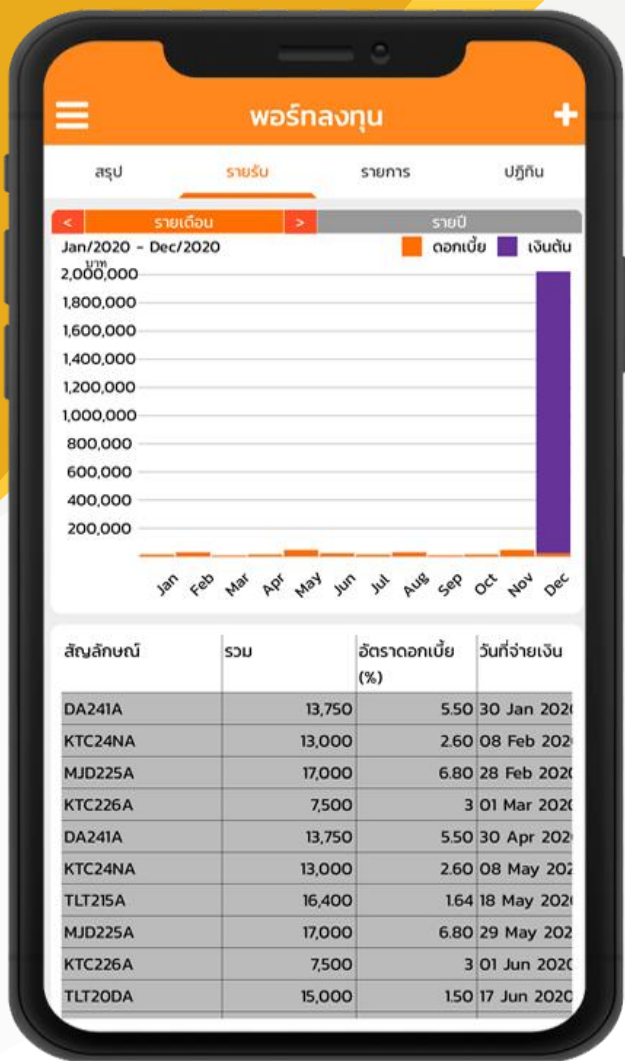 พอร์ทลงทุน
สรุป รายรับ รายการ ปฏิทิน
< รายเดือน > รายปี
Jan/2020 - Dec/2020 ดอกเบี้ย เงินต้น
บาท
2,000,000
1,800,000
1,600,000
1,400,000
1,200,000
1,000,000
800,000
600,000
400,000
200,000
Jan Feb Mar Apr May Jun Jul Aug Sep Oct Nov Dec
สัญลักษณ์ รวม อัตราดอกเบี้ย วันที่จ่ายเงิน
(%)
DA241A 13,750 5.50 30 Jan 2020
KTC24NA 13,000 2.60 08 Feb 202
MJD225A 17,000 6.80 28 Feb 2020
KTC226A 7,500 3 01 Mar 2020
DA241A 13,750 5.50 30 Apr 202
KTC24NA 13,000 2.60 08 May 202
TLT215A 16,400 1.64 18 May 202
MJD225A 17,000 6.80 29 May 202
KTC226A 7,500 3 01 Jun 2020
TLT20DA 15,000 1.50 17 Jun 2020